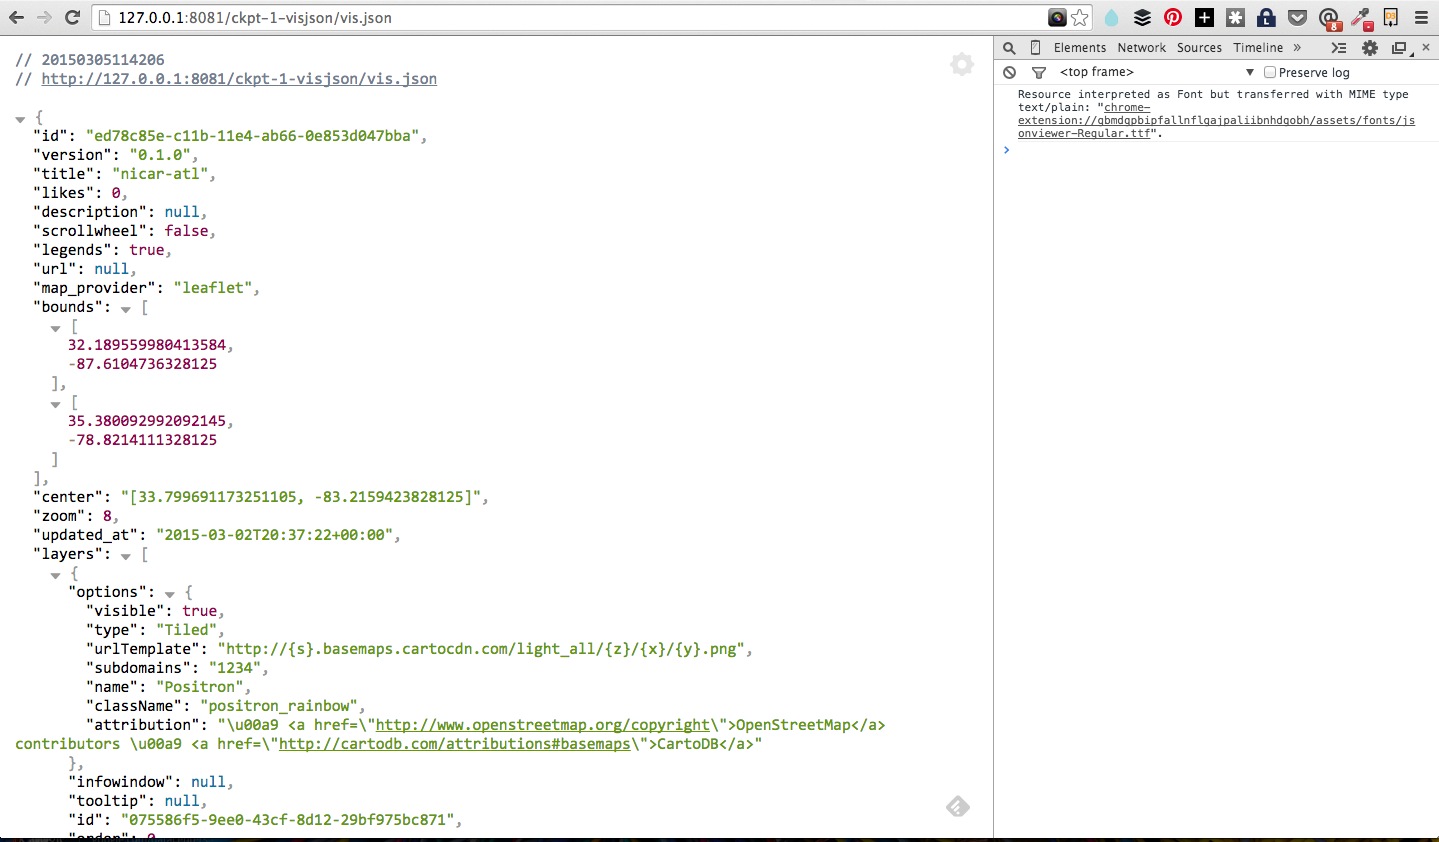 127.0.0.1:8081/ckpt-1-visjson/vis.json
// 20150305114206
// http://127.0.0.1:8081/ckpt-1-visjson/vis.json
{
"id": "ed78c85e-c11b-11e4-ab66-0e853d047bba",
"version": "0.1.0",
"title": "nicar-atl",
"likes": 0,
"description": null,
"scrollwheel": false,
"legends": true,
"url": null,
"map_provider": "leaflet",
"bounds": [
[
32.189559980413584,
-87.6104736328125
],
[
35.380092992092145,
-78.8214111328125
]
],
"center": "[33.799691173251105, -83.2159423828125]",
"zoom": 8,
"updated_at": "2015-03-02T20:37:22+00:00",
"layers": [
{
"options": {
"visible": true,
"type": "Tiled",
"urlTemplate": "http://{s}.basemaps.cartocdn.com/light_all/{z}/{x}/{y}.png",
"subdomains": "1234",
"name": "Positron",
"className": "positron_rainbow",
"attribution": "\u00a9 <a href=\"http://www.openstreetmap.org/copyright\">OpenStreetMap</a>
contributors \u00a9 <a href=\"http://cartodb.com/attributions#basemaps\">CartoDB</a>"
},
"infowindow": null,
"tooltip": null,
"id": "075586f5-9ee0-43cf-8d12-29bf975bc871",
"order": 0
Elements Network Sources Timeline »
<top frame> Preserve log
Resource interpreted as Font but transferred with MIME type
text/plain: "chrome-
extension://gbmdgpbipfallnflgajpaliibnhdgobh/assets/fonts/js
onviewer-Regular.ttf".